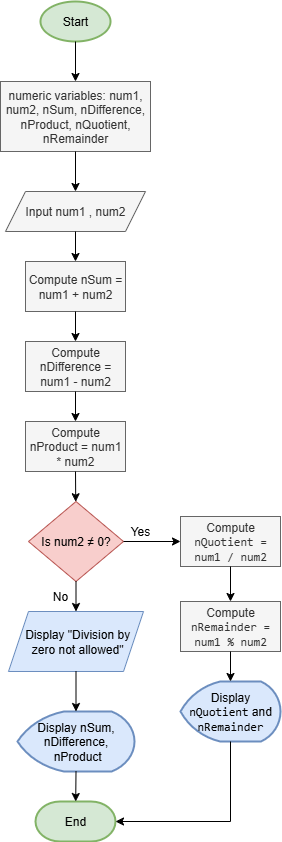 Start
numeric variables: num1,
num2, nSum, nDifference,
nProduct, nQuotient,
nRemainder
Input num1 , num2
Compute nSum =
num1 + num2
Compute
nDifference =
num1 - num2
Compute
nProduct = num1
* num2
Is num2 ≠ 0?
Yes
No
Compute
nQuotient =
num1 / num2
Compute
nRemainder =
num1 % num2
Display
nQuotient and
nRemainder
Display "Division by
zero not allowed"
Display nSum,
nDifference,
nProduct
End